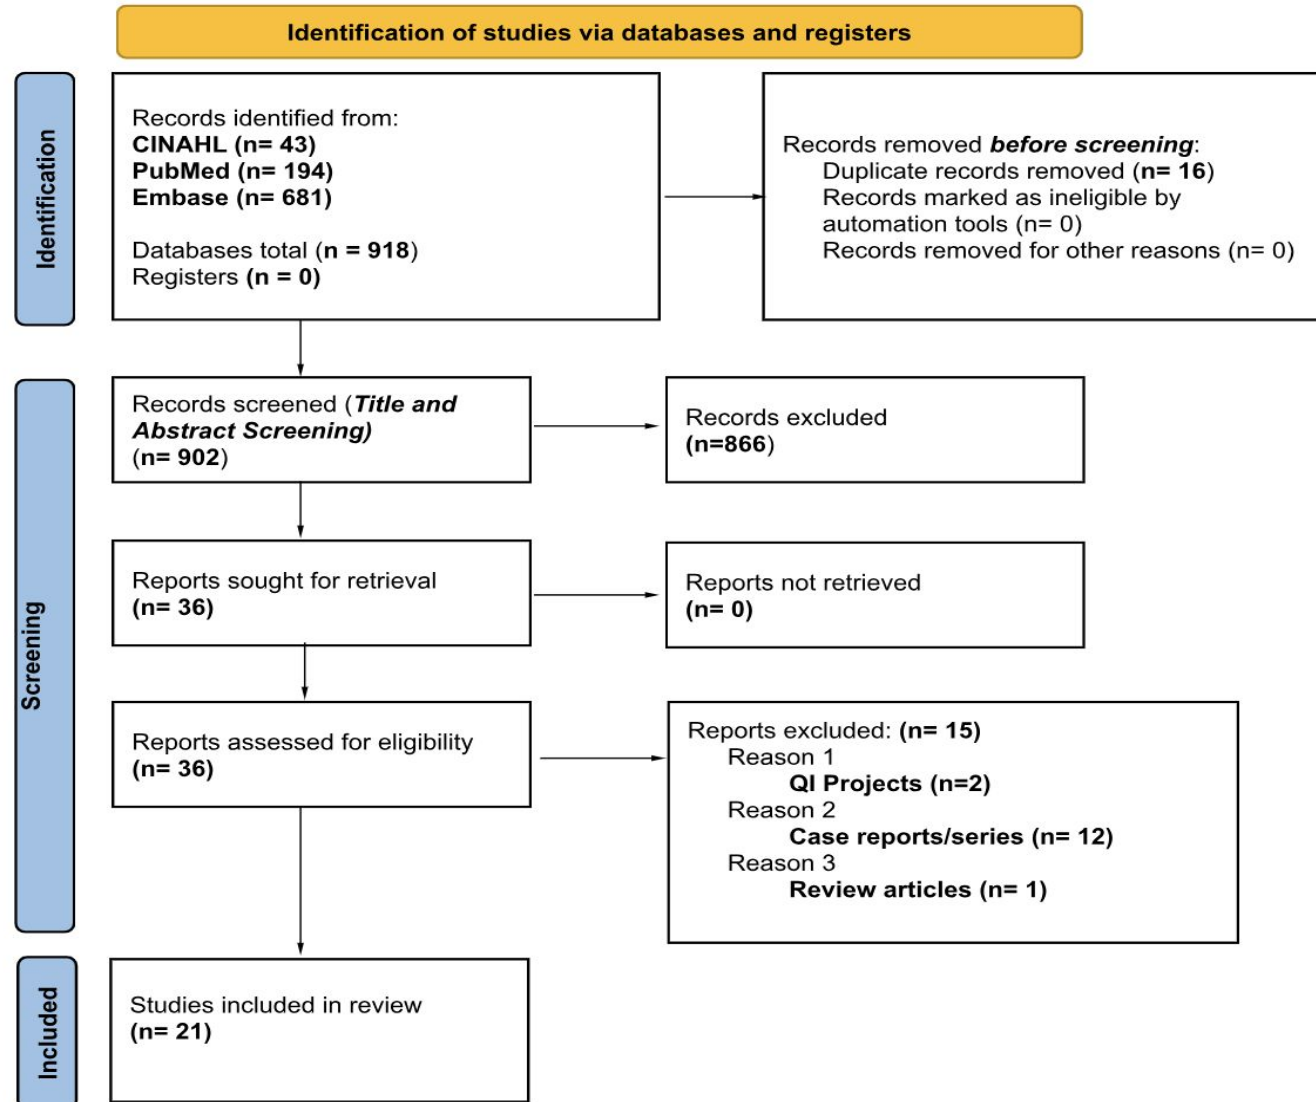 Identification of studies via databases and registers
Identification
Records identified from:
CINAHL (n= 43)
PubMed (n= 194)
Embase (n= 681)
Databases total (n = 918)
Registers (n = 0)
Records removed before screening:
Duplicate records removed (n= 16)
Records marked as ineligible by
automation tools (n= 0)
Records removed for other reasons (n= 0)
Screening
Records screened (Title and
Abstract Screening)
(n= 902)
Records excluded
(n=866)
Reports sought for retrieval
(n= 36)
Reports not retrieved
(n= 0)
Reports assessed for eligibility
(n= 36)
Reports excluded: (n= 15)
Reason 1
QI Projects (n=2)
Reason 2
Case reports/series (n= 12)
Reason 3
Review articles (n= 1)
Included
Studies included in review
(n= 21)